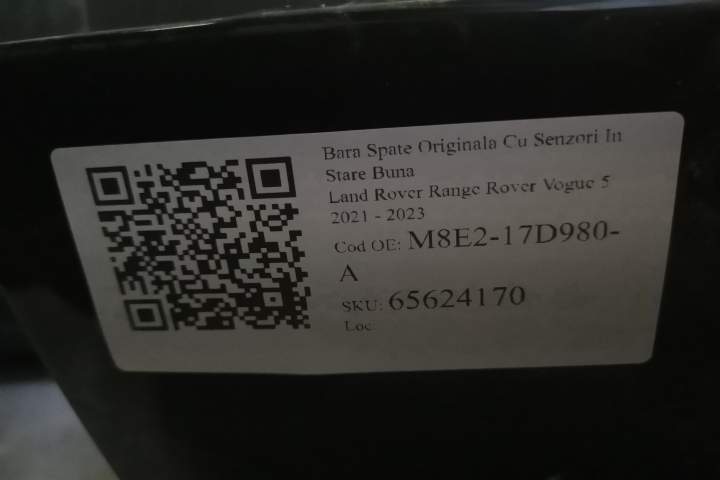 Bara Spate Originala Cu Senzori In
Stare Buna
Land Rover Range Rover Vogue 5
2021 - 2023
Cod OE: M8E2-17D980-
A
SKU: 65624170
Loc